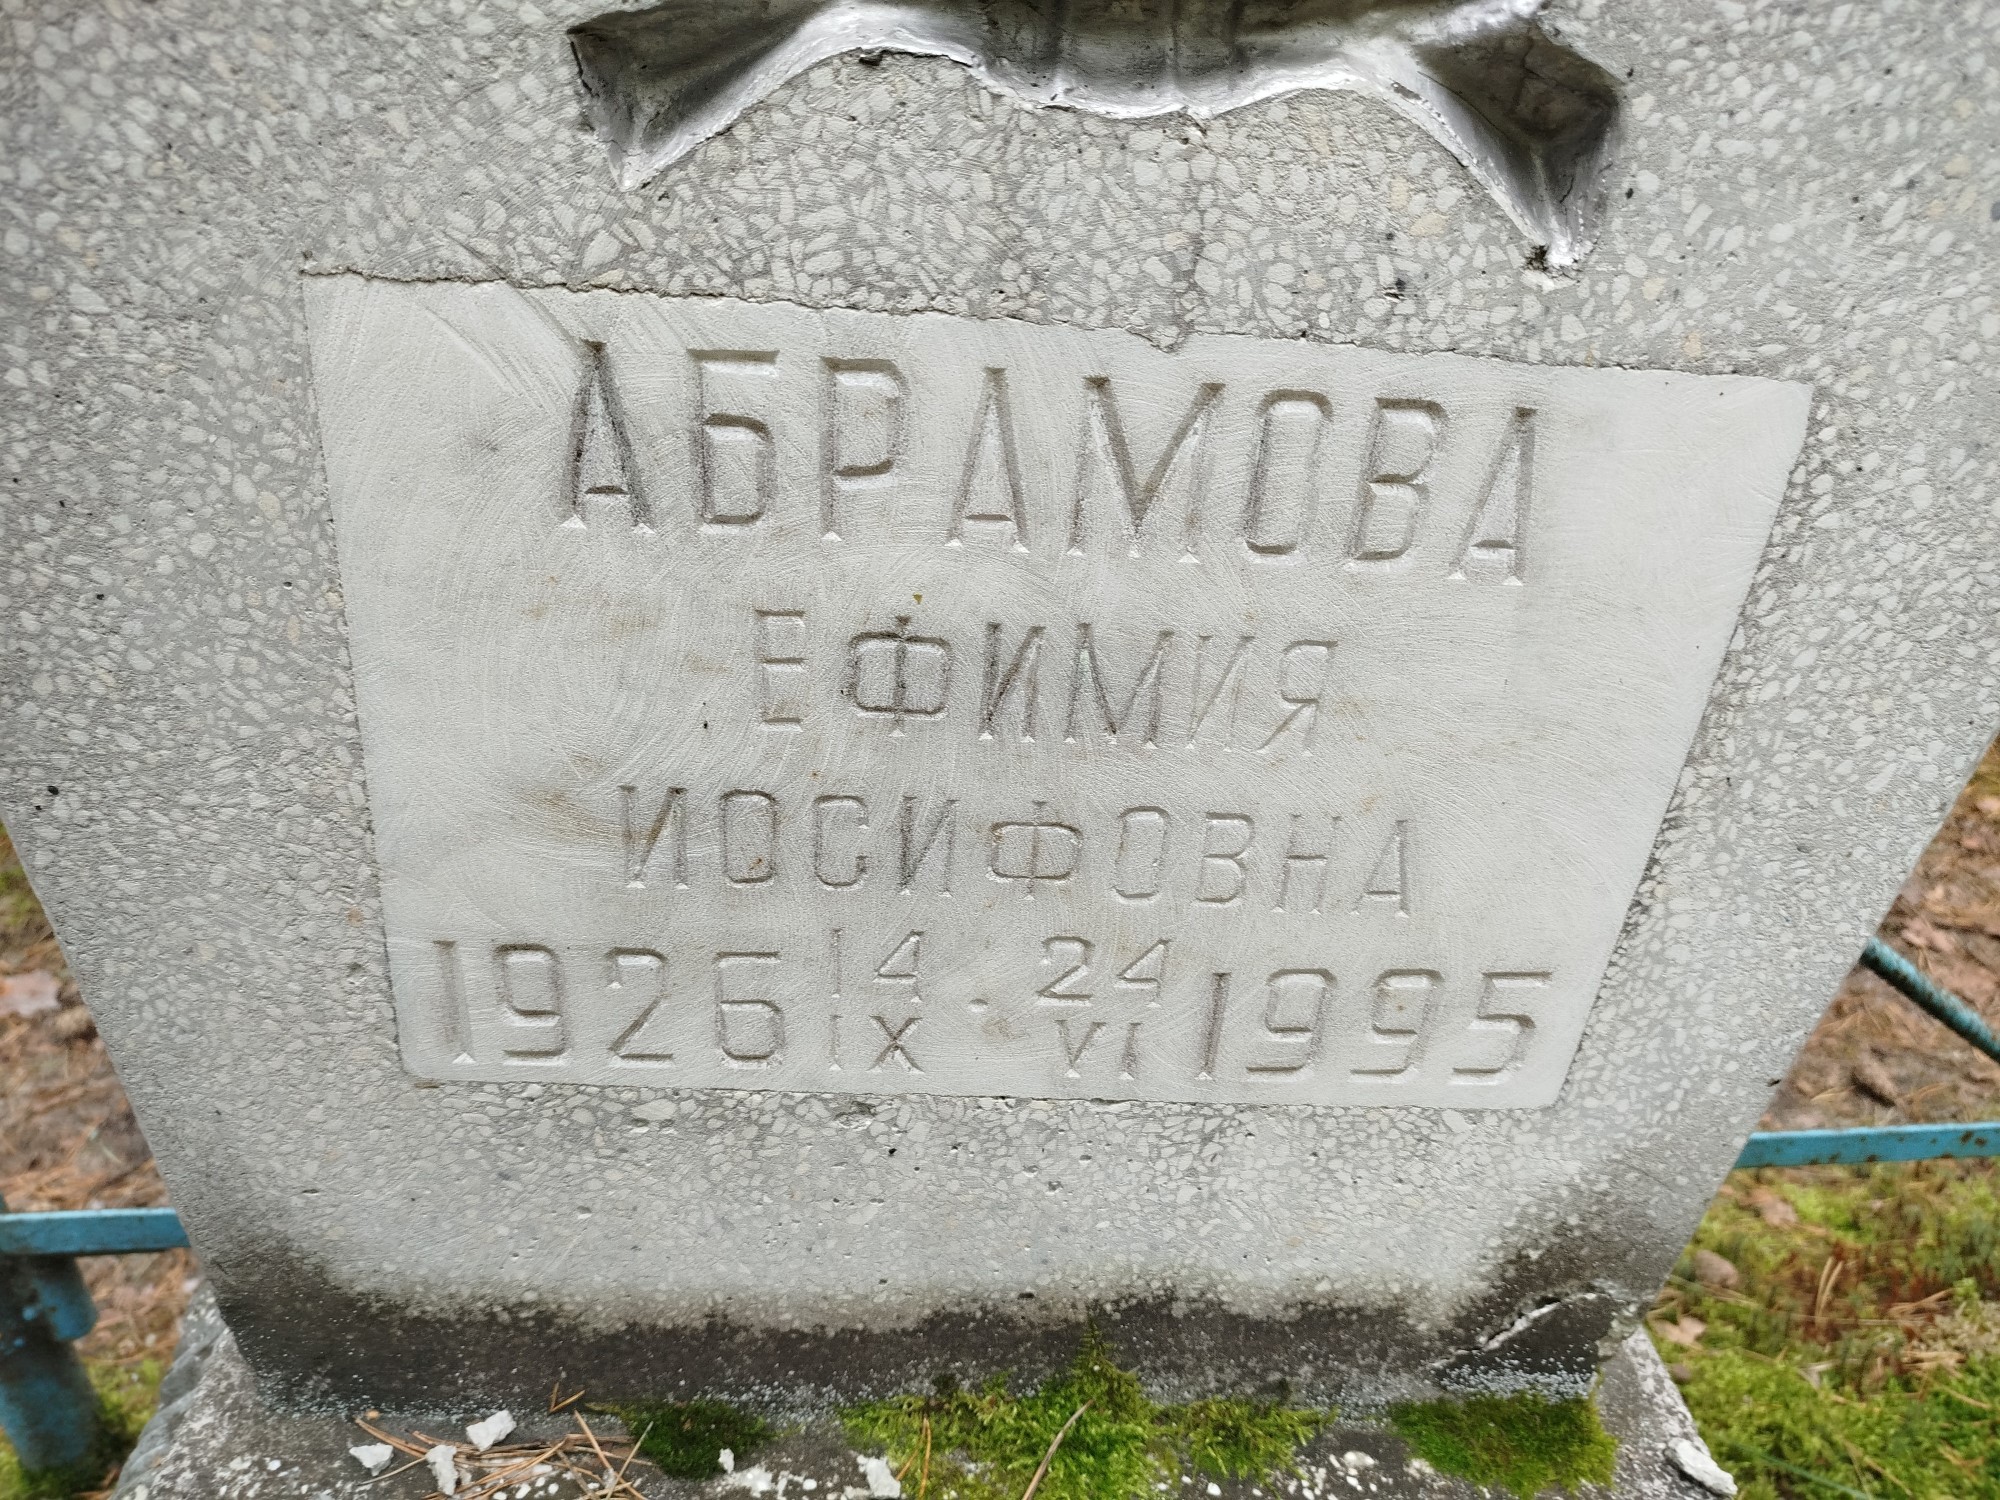 АБРАМОВА
ЕФИМИЯ
ИОСИФОВНА
1926 14/IX · 24/VI 1995